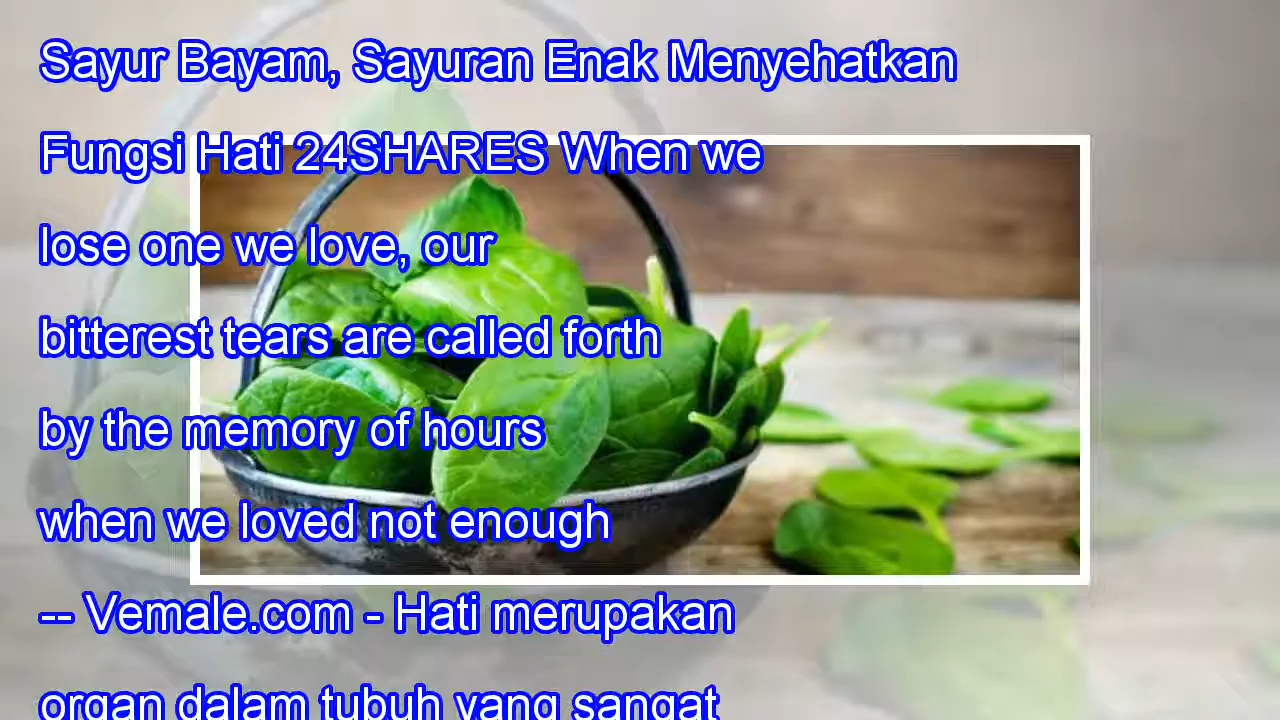 Sayur Bayam, Sayuran Enak Menyehatkan
Fungsi Hati 24SHARES When we
lose one we love, our
bitterest tears are called forth
by the memory of hours
when we loved not enough
-- Vemale.com - Hati merupakan
organ dalam tubuh yang sangat